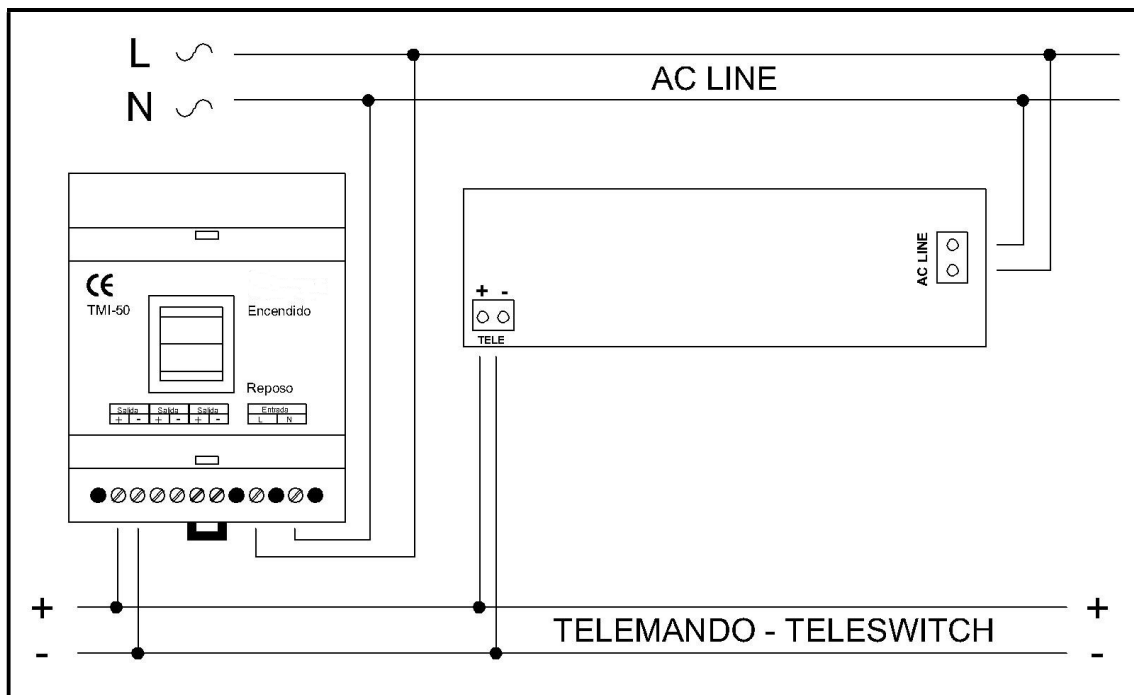 L
AC LINE
N
CE
TMI-50
Encendido
Reposo
Salida Salida Salida Entrada
+ - + - + - L N
AC LINE
+ -
TELE
+ +
TELEMANDO - TELESWITCH
- -